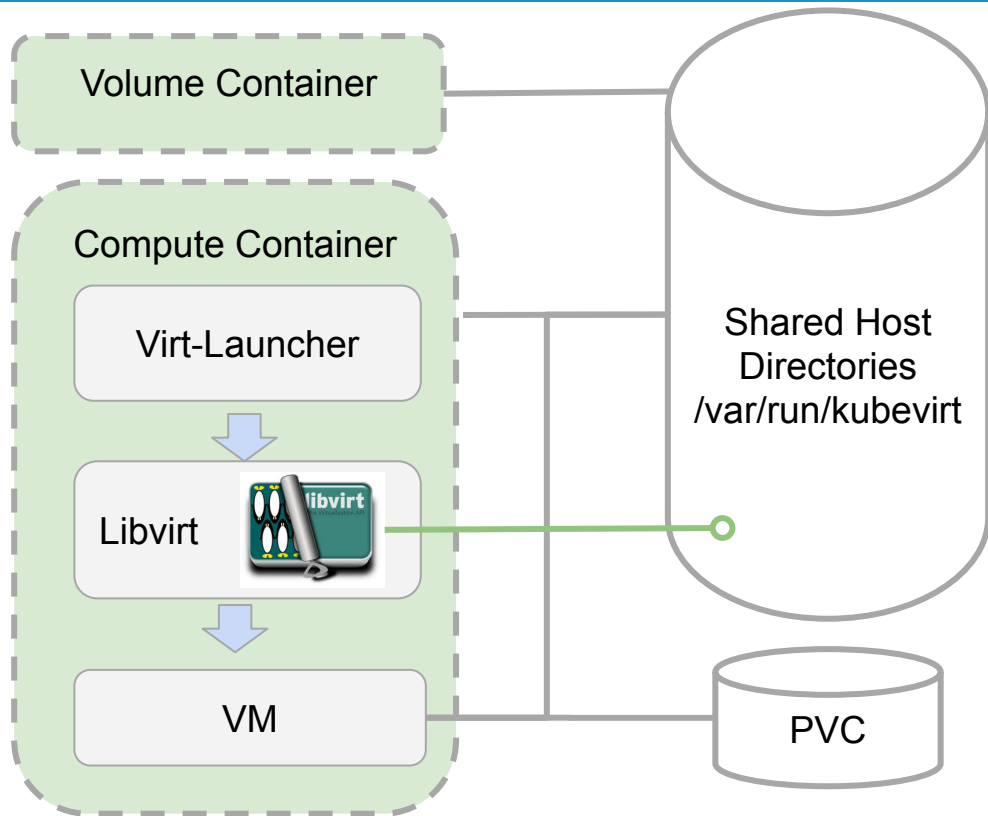 Volume Container
Compute Container
Virt-Launcher
Libvirt
libvirt
VM
Shared Host
Directories
/var/run/kubevirt
PVC